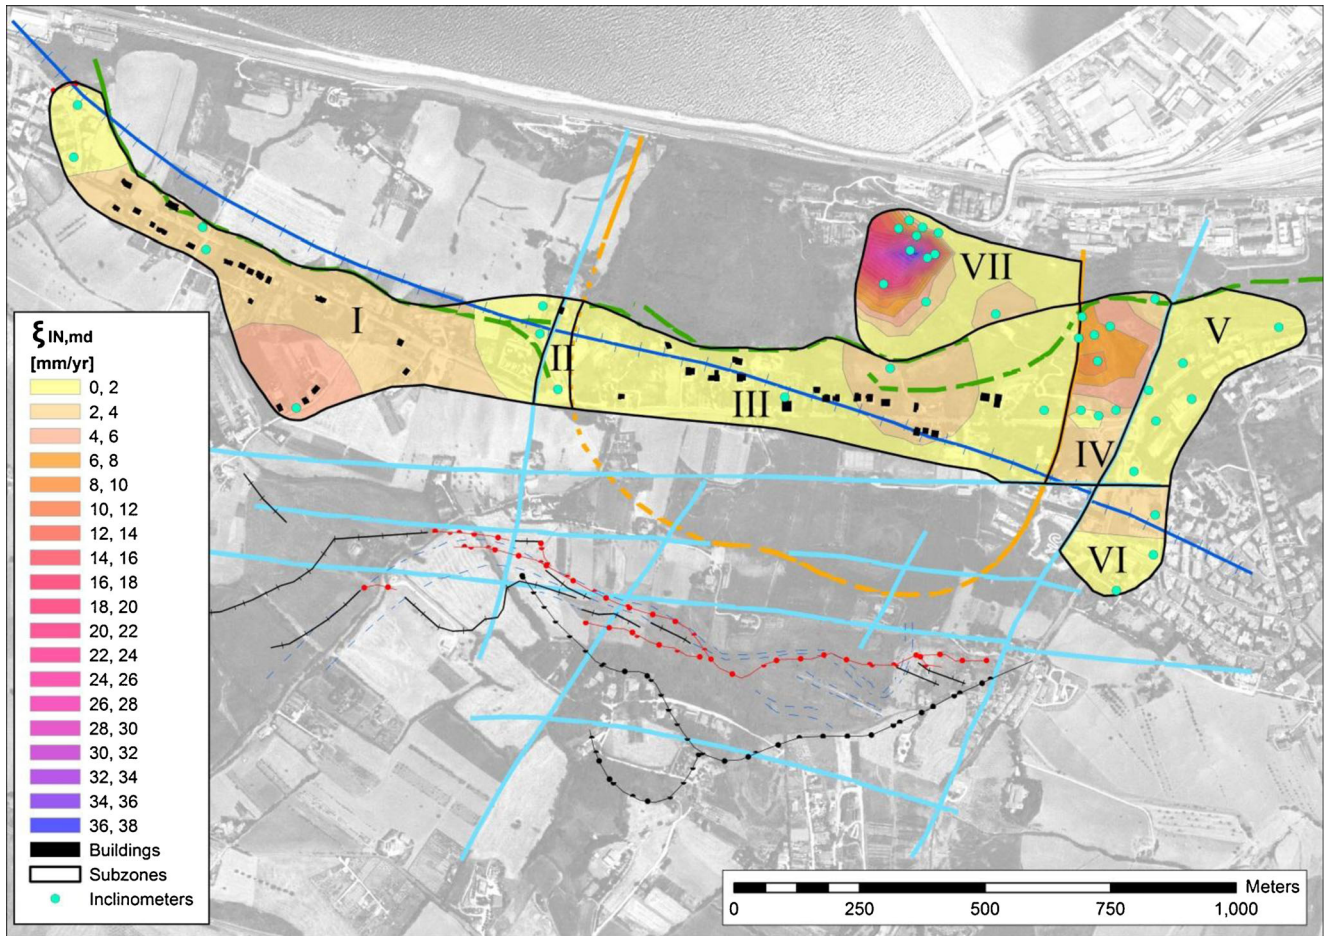 VII
V
I
II
III
IV
VI
ξIN,md
[mm/yr]
0, 2
2, 4
4, 6
6, 8
8, 10
10, 12
12, 14
14, 16
16, 18
18, 20
20, 22
22, 24
24, 26
26, 28
28, 30
30, 32
32, 34
34, 36
36, 38
Buildings
Subzones
Inclinometers
Meters
0 250 500 750 1,000